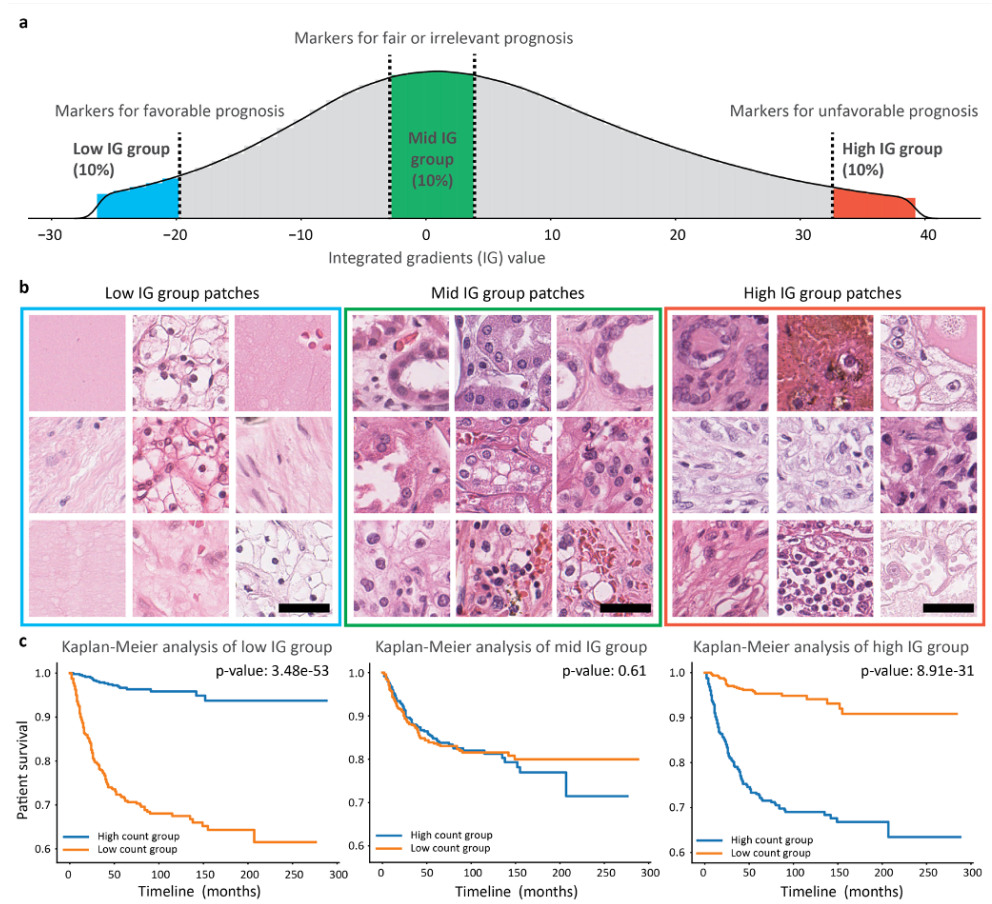 a
Markers for fair or irrelevant prognosis
Markers for favorable prognosis
Markers for unfavorable prognosis
Low IG group
(10%)
Mid IG
group
(10%)
High IG group
(10%)
−30 −20 −10 0 10 20 30 40
Integrated gradients (IG) value
b
Low IG group patches
Mid IG group patches
High IG group patches
c
Kaplan-Meier analysis of low IG group
p-value: 3.48e-53
Patient survival
1.0
0.9
0.8
0.7
0.6
High count group
Low count group
0 50 100 150 200 250 300
Timeline (months)
Kaplan-Meier analysis of mid IG group
p-value: 0.61
1.0
0.9
0.8
0.7
0.6
High count group
Low count group
0 50 100 150 200 250 300
Timeline (months)
Kaplan-Meier analysis of high IG group
p-value: 8.91e-31
1.0
0.9
0.8
0.7
0.6
High count group
Low count group
0 50 100 150 200 250 300
Timeline (months)